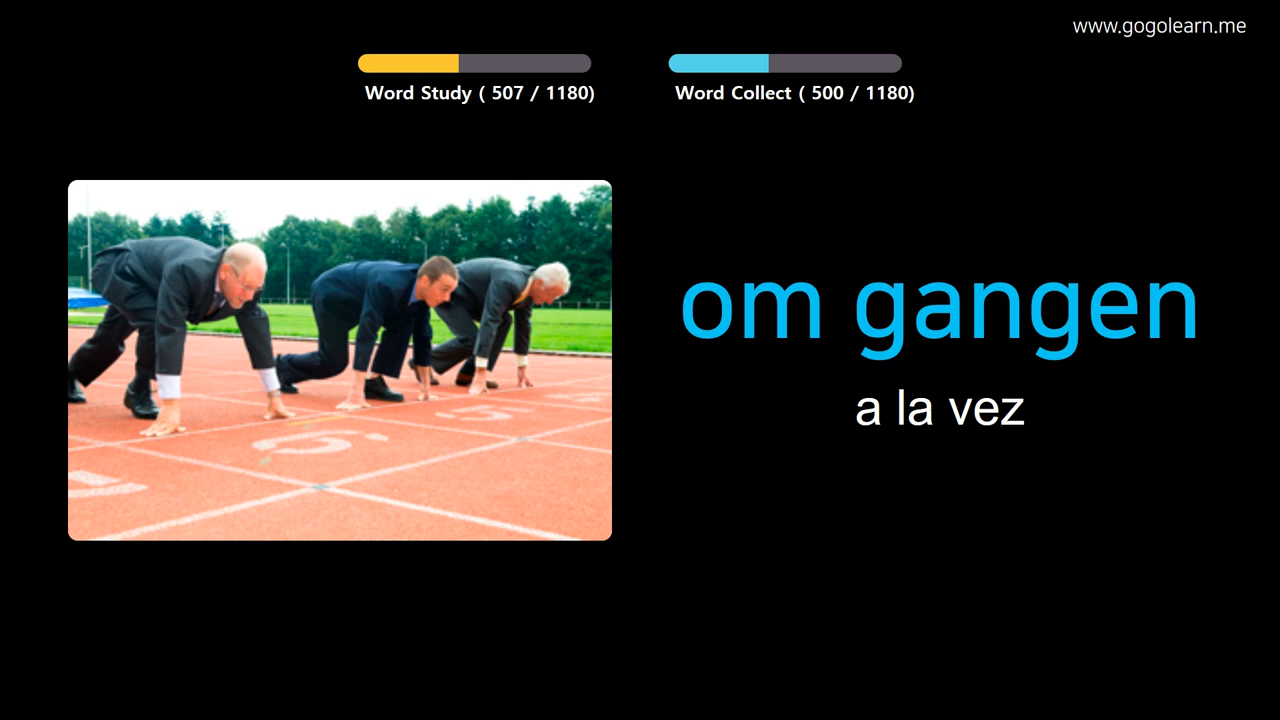 www.gogolearn.me
Word Study ( 507 / 1180)
Word Collect ( 500 / 1180)
om gangen
a la vez